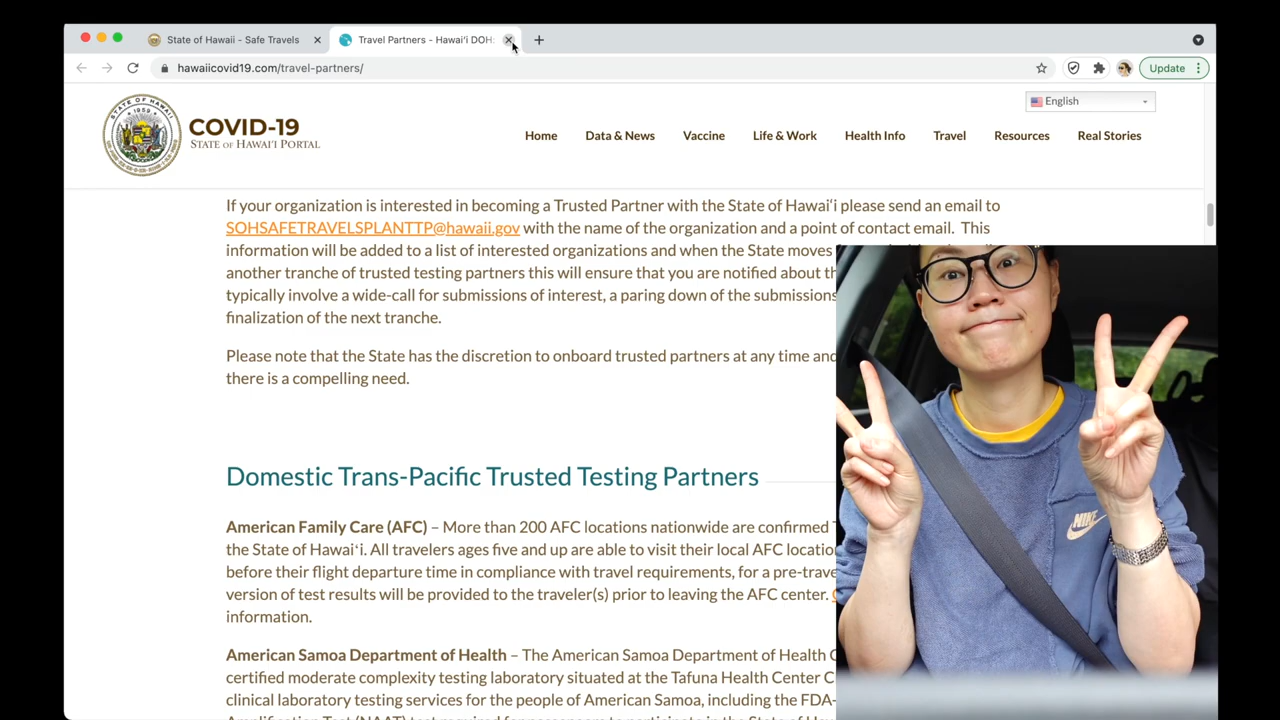 State of Hawaii - Safe Travels
Travel Partners - Hawaiʻi DOH:
hawaiicovid19.com/travel-partners/
Update
English
STATE OF HAWAII
1959
COVID-19
STATE OF HAWAIʻI PORTAL
Home Data & News Vaccine Life & Work Health Info Travel Resources Real Stories
If your organization is interested in becoming a Trusted Partner with the State of Hawaiʻi please send an email to
SOHSAFETRAVELSPLANTTP@hawaii.gov with the name of the organization and a point of contact email. This
information will be added to a list of interested organizations and when the State moves
another tranche of trusted testing partners this will ensure that you are notified about th
typically involve a wide-call for submissions of interest, a paring down of the submissions
finalization of the next tranche.
Please note that the State has the discretion to onboard trusted partners at any time and
there is a compelling need.
Domestic Trans-Pacific Trusted Testing Partners
American Family Care (AFC) – More than 200 AFC locations nationwide are confirmed
the State of Hawaiʻi. All travelers ages five and up are able to visit their local AFC locatio
before their flight departure time in compliance with travel requirements, for a pre-trave
version of test results will be provided to the traveler(s) prior to leaving the AFC center.
information.
American Samoa Department of Health – The American Samoa Department of Health C
certified moderate complexity testing laboratory situated at the Tafuna Health Center C
clinical laboratory testing services for the people of American Samoa, including the FDA-
NIKE